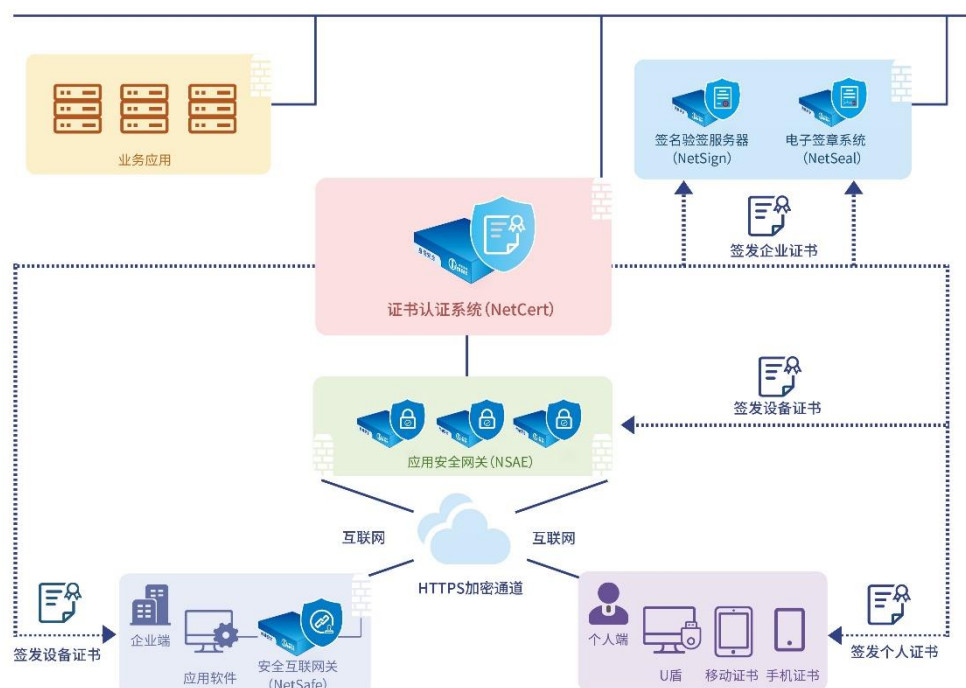 业务应用
签名验签服务器
(NetSign)
电子签章系统
(NetSeal)
签发企业证书
证书认证系统(NetCert)
签发设备证书
应用安全网关(NSAE)
互联网
互联网
HTTPS加密通道
签发设备证书
企业端
应用软件
安全互联网关
(NetSafe)
个人端
U盾
移动证书
手机证书
签发个人证书